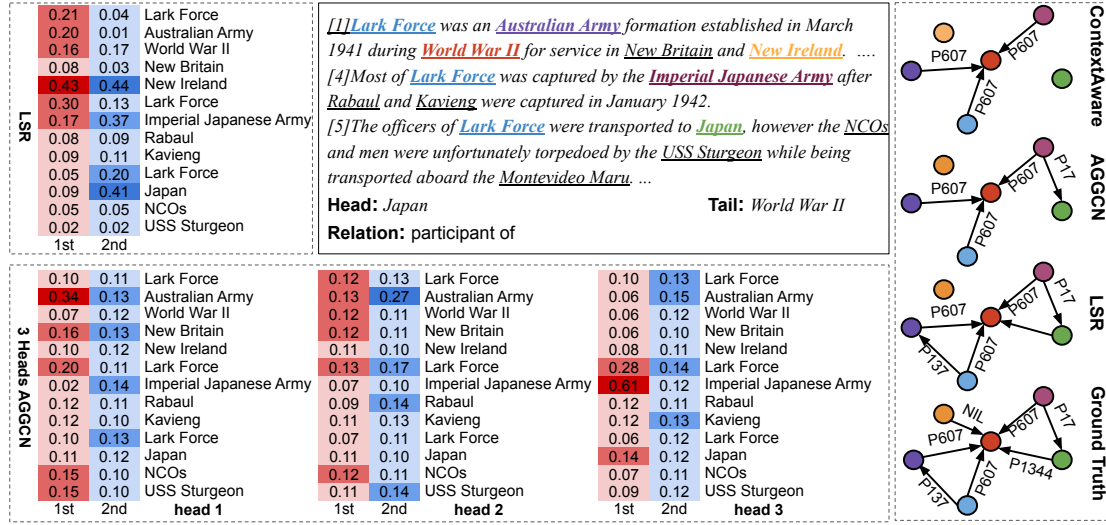 LSR
0.21 0.04 Lark Force
0.20 0.01 Australian Army
0.16 0.17 World War II
0.08 0.03 New Britain
0.43 0.44 New Ireland
0.30 0.13 Lark Force
0.17 0.37 Imperial Japanese Army
0.08 0.09 Rabaul
0.09 0.11 Kavieng
0.05 0.20 Lark Force
0.09 0.41 Japan
0.05 0.05 NCOs
0.02 0.02 USS Sturgeon
1st 2nd
[1]Lark Force was an Australian Army formation established in March
1941 during World War II for service in New Britain and New Ireland. ....
[4]Most of Lark Force was captured by the Imperial Japanese Army after
Rabaul and Kavieng were captured in January 1942.
[5]The officers of Lark Force were transported to Japan, however the NCOs
and men were unfortunately torpedoed by the USS Sturgeon while being
transported aboard the Montevideo Maru. ...
Head: Japan Tail: World War II
Relation: participant of
3 Heads AGGCN
0.10 0.11 Lark Force
0.34 0.13 Australian Army
0.07 0.12 World War II
0.16 0.13 New Britain
0.10 0.12 New Ireland
0.20 0.11 Lark Force
0.02 0.14 Imperial Japanese Army
0.12 0.11 Rabaul
0.12 0.11 Kavieng
0.10 0.13 Lark Force
0.11 0.12 Japan
0.15 0.10 NCOs
0.15 0.10 USS Sturgeon
1st 2nd head 1
0.12 0.13 Lark Force
0.13 0.27 Australian Army
0.12 0.11 World War II
0.12 0.11 New Britain
0.11 0.10 New Ireland
0.13 0.17 Lark Force
0.07 0.10 Imperial Japanese Army
0.09 0.14 Rabaul
0.11 0.13 Kavieng
0.07 0.11 Lark Force
0.11 0.10 Japan
0.12 0.11 NCOs
0.11 0.14 USS Sturgeon
1st 2nd head 2
0.10 0.13 Lark Force
0.06 0.15 Australian Army
0.06 0.12 World War II
0.06 0.10 New Britain
0.08 0.11 New Ireland
0.28 0.14 Lark Force
0.61 0.12 Imperial Japanese Army
0.12 0.11 Rabaul
0.11 0.13 Kavieng
0.06 0.12 Lark Force
0.14 0.12 Japan
0.07 0.11 NCOs
0.09 0.12 USS Sturgeon
1st 2nd head 3
ContextAware
P607
P607
P607
AGGCN
P607
P607
P17
P607
LSR
P607
P607
P17
P137
P607
Ground Truth
NIL
P607
P607
P17
P1344
P137
P607